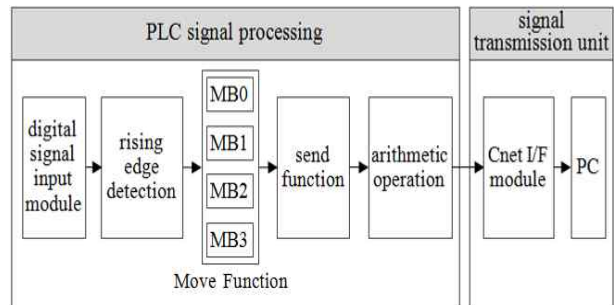 PLC signal processing
signal
transmission unit
digital
signal
input
module
rising
edge
detection
MB0
MB1
MB2
MB3
Move Function
send
function
arithmetic
operation
Cnet I/F
module
PC